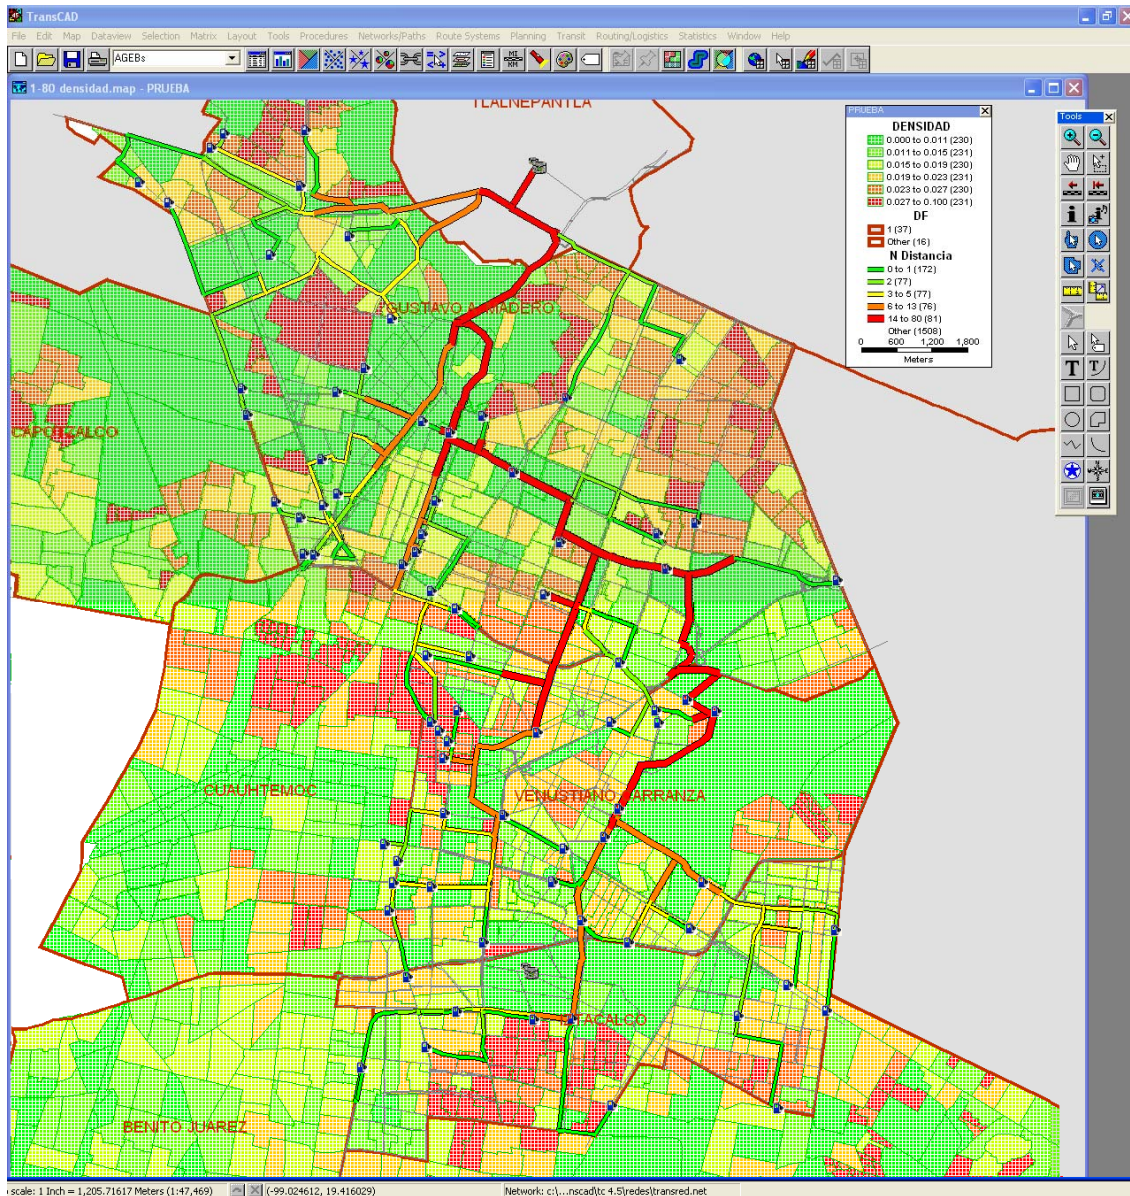 TransCAD
File Edit Map Dataview Selection Matrix Layout Tools Procedures Networks/Paths Route Systems Planning Transit Routing/Logistics Statistics Window Help
AGEBs
MI
KM
1-80 densidad.map - PRUEBA
TLALNEPANTLA
PRUEBA
DENSIDAD
0.000 to 0.011 (230)
0.011 to 0.015 (231)
0.015 to 0.019 (230)
0.019 to 0.023 (231)
0.023 to 0.027 (230)
0.027 to 0.100 (231)
DF
1 (37)
Other (16)
N Distancia
0 to 1 (172)
2 (77)
3 to 5 (77)
6 to 13 (76)
14 to 80 (81)
Other (1508)
0 600 1,200 1,800
Meters
Tools
T T
GUSTAVO A MADERO
CAPOTZALCO
CUAUHTEMOC
VENUSTIANO CARRANZA
TACALCO
BENITO JUAREZ
scale: 1 Inch = 1,205.71617 Meters (1:47,469) (-99.024612, 19.416029) Network: c:\...nscad\tc 4.5\redes\transred.net